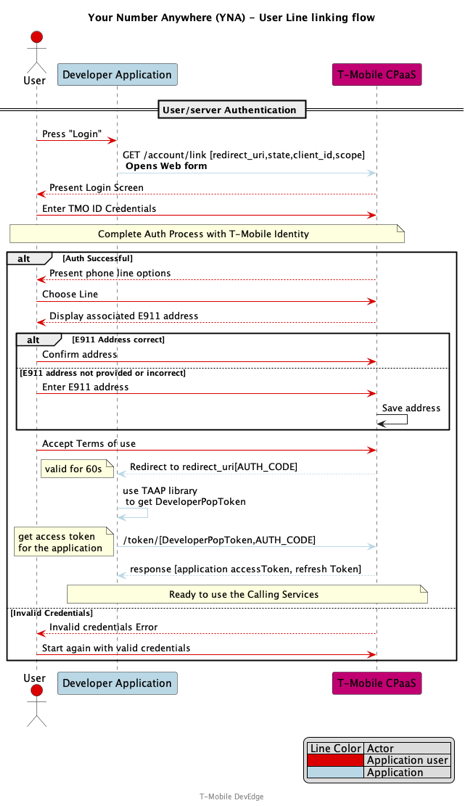 Your Number Anywhere (YNA) - User Line linking flow
User
Developer Application
T-Mobile CPaaS
User/server Authentication
Press "Login"
GET /account/link [redirect_uri,state,client_id,scope]
Opens Web form
Present Login Screen
Enter TMO ID Credentials
Complete Auth Process with T-Mobile Identity
alt [Auth Successful]
Present phone line options
Choose Line
Display associated E911 address
alt [E911 Address correct]
Confirm address
[E911 address not provided or incorrect]
Enter E911 address
Save address
Accept Terms of use
valid for 60s
Redirect to redirect_uri[AUTH_CODE]
use TAAP library
to get DeveloperPopToken
get access token
for the application
/token/[DeveloperPopToken,AUTH_CODE]
response [application accessToken, refresh Token]
Ready to use the Calling Services
[Invalid Credentials]
Invalid credentials Error
Start again with valid credentials
User
Developer Application
T-Mobile CPaaS
Line Color Actor
Application user
Application
T-Mobile DevEdge